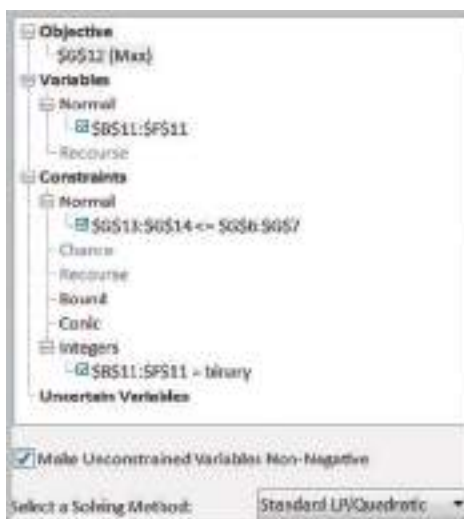 Objective
$G$12 (Max)
Variables
Normal
$B$11:$F$11
Recourse
Constraints
Normal
$G$13:$G$14 <= $G$6:$G$7
Chance
Recourse
Bound
Conic
Integers
$B$11:$F$11 = binary
Uncertain Variables
Make Unconstrained Variables Non-Negative
Select a Solving Method: Standard LP/Quadratic